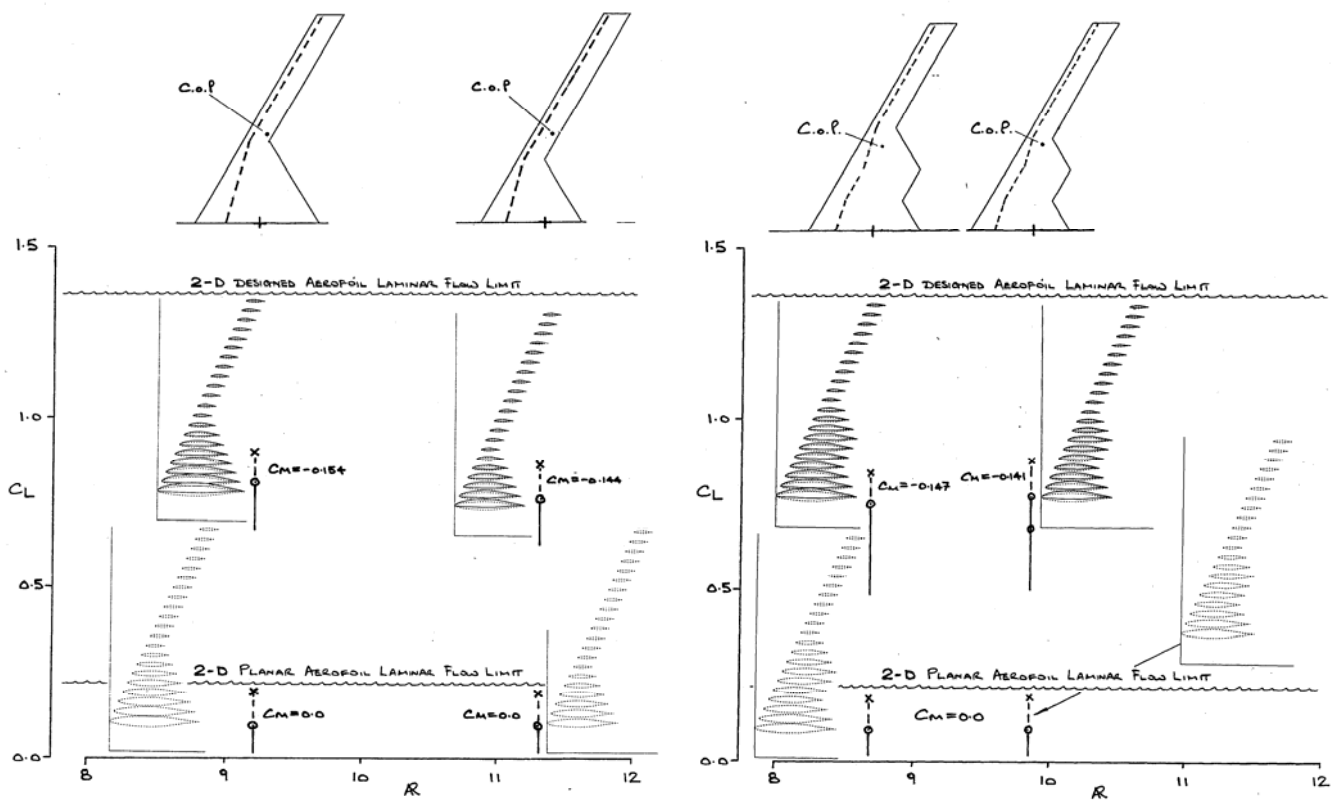 C.o.P
C.o.P
1.5
2-D DESIGNED AEROFOIL LAMINAR FLOW LIMIT
1.0
CL
CM=-0.154
CM=-0.144
0.5
2-D PLANAR AEROFOIL LAMINAR FLOW LIMIT
CM=0.0
CM=0.0
0.0
8 9 10 11 12
AR
C.o.P.
C.o.P.
1.5
2-D DESIGNED AEROFOIL LAMINAR FLOW LIMIT
1.0
CL
CM=-0.147
CM=-0.141
0.5
2-D PLANAR AEROFOIL LAMINAR FLOW LIMIT
CM=0.0
0.0
8 9 10 11 12
AR